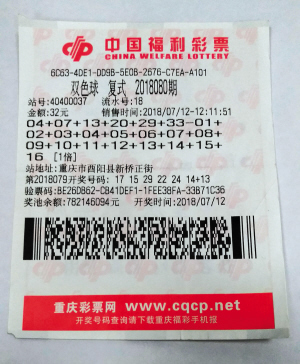 中国福利彩票
CHINA WELFARE LOTTERY
6C63-4DE1-DD9B-5E0B-2676-C7EA-A101
双色球 复式 2018080期
站号:40400037 流水号:18
金额:32元 销售时间:2018/07/12-12:11:51
04+07+13+20+29+33-01+
02+03+04+05+06+07+08+
09+10+11+12+13+14+15+
16 [1倍]
站地址:重庆市酉阳县新桥正街
第2018079开奖号码: 17 15 29 22 24 14+13
验票码:BE26DB62-CB41DEF1-1FEE38FA-33B71C36
奖池余额:782146094元 开奖时间:2018/07/12
重庆彩票网 www.cqcp.net
开奖号码查询请下载重庆福彩手机报